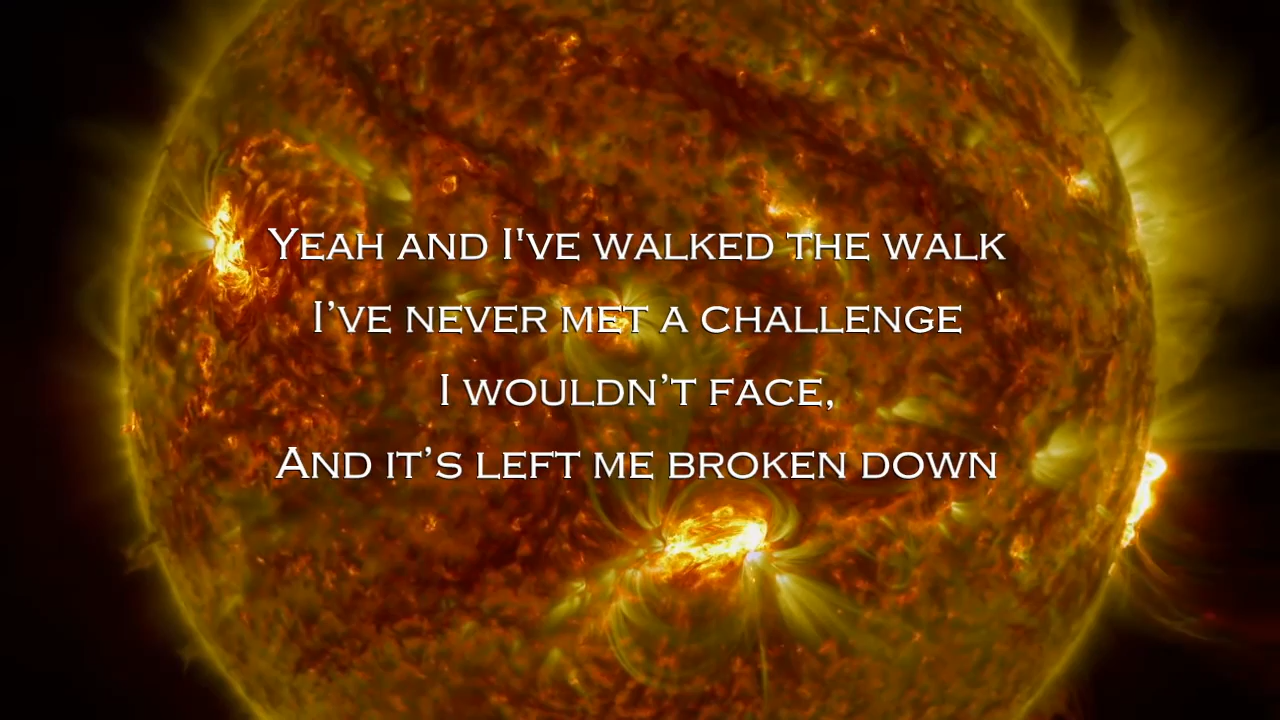 Yeah and I've walked the walk
I’ve never met a challenge
I wouldn’t face,
And it’s left me broken down